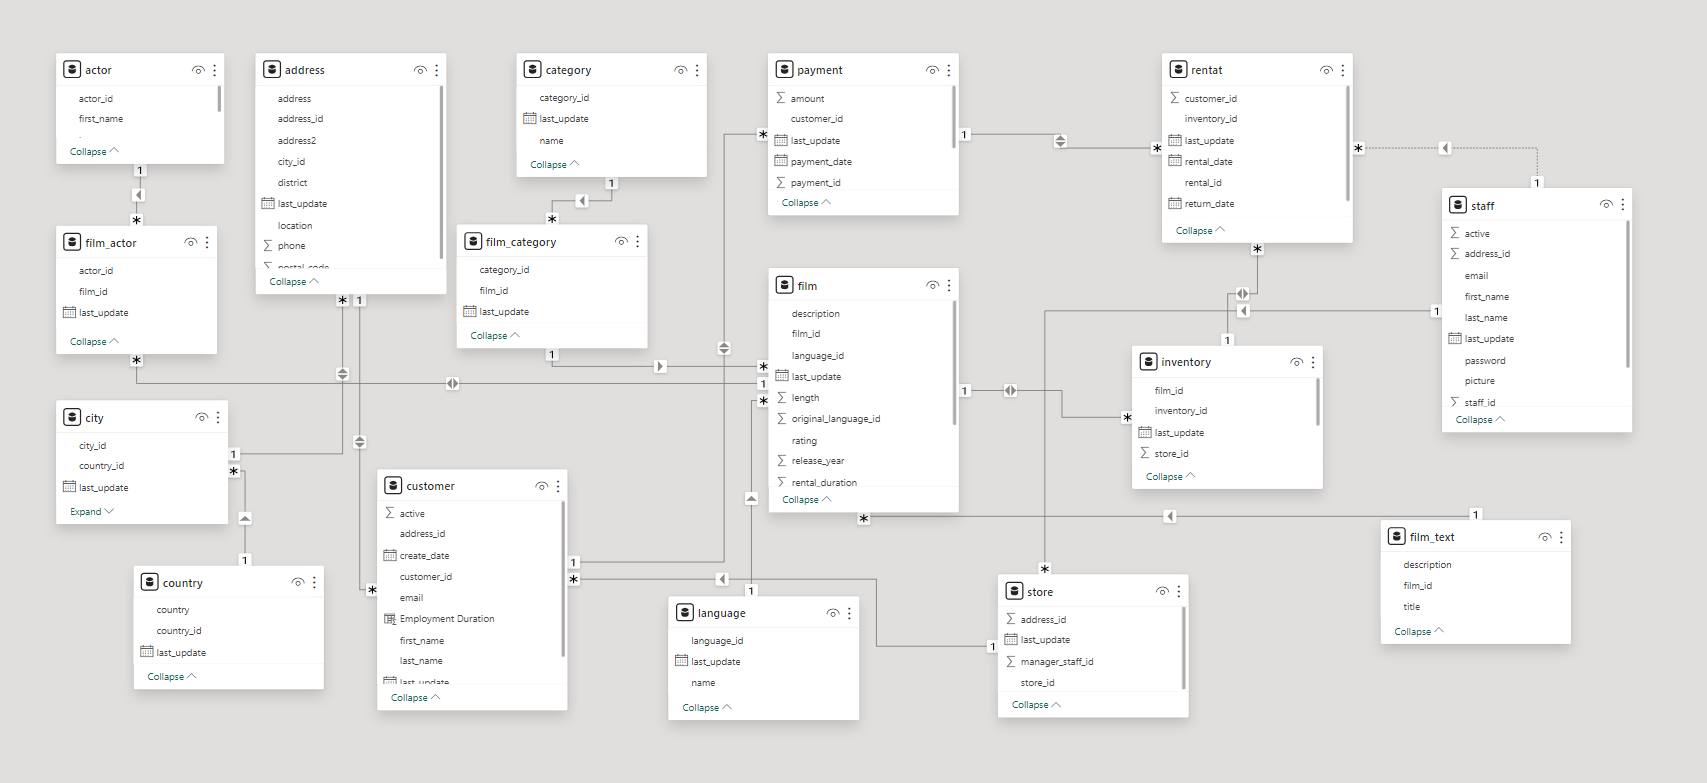 actor
actor_id
first_name
Collapse
1
*
film_actor
actor_id
film_id
last_update
Collapse
*
address
address
address_id
address2
city_id
district
last_update
location
phone
postal_code
Collapse
*
1
category
category_id
last_update
name
Collapse
1
*
film_category
category_id
film_id
last_update
Collapse
1
payment
amount
customer_id
last_update
payment_date
payment_id
Collapse
*
1
rentat
customer_id
inventory_id
last_update
rental_date
rental_id
return_date
Collapse
*
*
*
1
staff
active
address_id
email
first_name
last_name
last_update
password
picture
staff_id
Collapse
1
film
description
film_id
language_id
last_update
length
original_language_id
rating
release_year
rental_duration
Collapse
*
1
*
1
*
1
inventory
film_id
inventory_id
last_update
store_id
Collapse
*
city
city_id
country_id
last_update
Expand
1
*
1
country
country
country_id
last_update
Collapse
customer
active
address_id
create_date
customer_id
email
Employment Duration
first_name
last_name
last_update
Collapse
*
1
*
1
language
language_id
last_update
name
Collapse
*
store
address_id
last_update
manager_staff_id
store_id
Collapse
1
1
film_text
description
film_id
title
Collapse